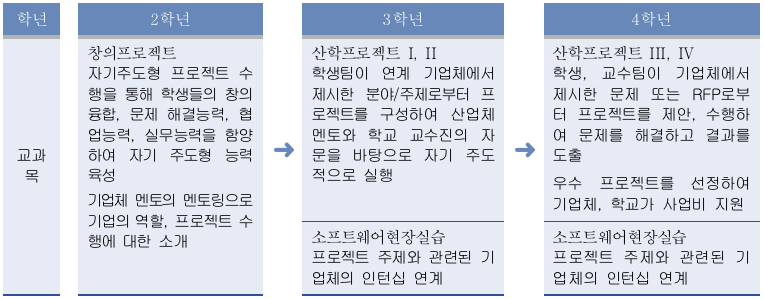 학년
2학년
3학년
4학년
교과
목
창의프로젝트
자기주도형 프로젝트 수
행을 통해 학생들의 창의
융합, 문제 해결능력, 협
업능력, 실무능력을 함양
하여 자기 주도형 능력
육성
기업체 멘토의 멘토링으로
기업의 역할, 프로젝트 수
행에 대한 소개
산학프로젝트 I, II
학생팀이 연계 기업체에서
제시한 분야/주제로부터 프
로젝트를 구성하여 산업체
멘토와 학교 교수진의 자
문을 바탕으로 자기 주도
적으로 실행
소프트웨어현장실습
프로젝트 주제와 관련된 기
업체의 인턴십 연계
산학프로젝트 III, IV
학생, 교수팀이 기업체에서
제시한 문제 또는 RFP로부
터 프로젝트를 제안, 수행하
여 문제를 해결하고 결과를
도출
우수 프로젝트를 선정하여
기업체, 학교가 사업비 지원
소프트웨어현장실습
프로젝트 주제와 관련된 기
업체의 인턴십 연계